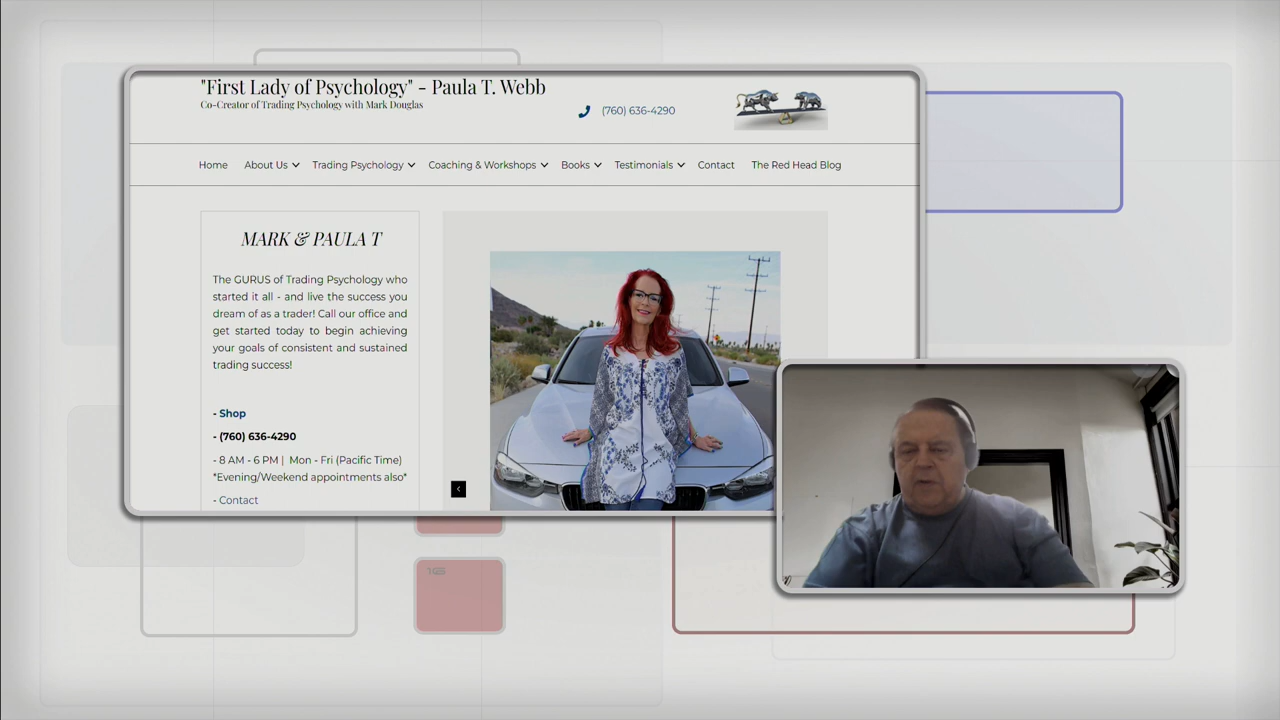 "First Lady of Psychology" - Paula T. Webb
Co-Creator of Trading Psychology with Mark Douglas
(760) 636-4290
Home About Us Trading Psychology Coaching & Workshops Books Testimonials Contact The Red Head Blog
MARK & PAULA T
The GURUS of Trading Psychology who
started it all - and live the success you
dream of as a trader! Call our office and
get started today to begin achieving
your goals of consistent and sustained
trading success!
- Shop
- (760) 636-4290
- 8 AM - 6 PM | Mon - Fri (Pacific Time)
*Evening/Weekend appointments also*
- Contact